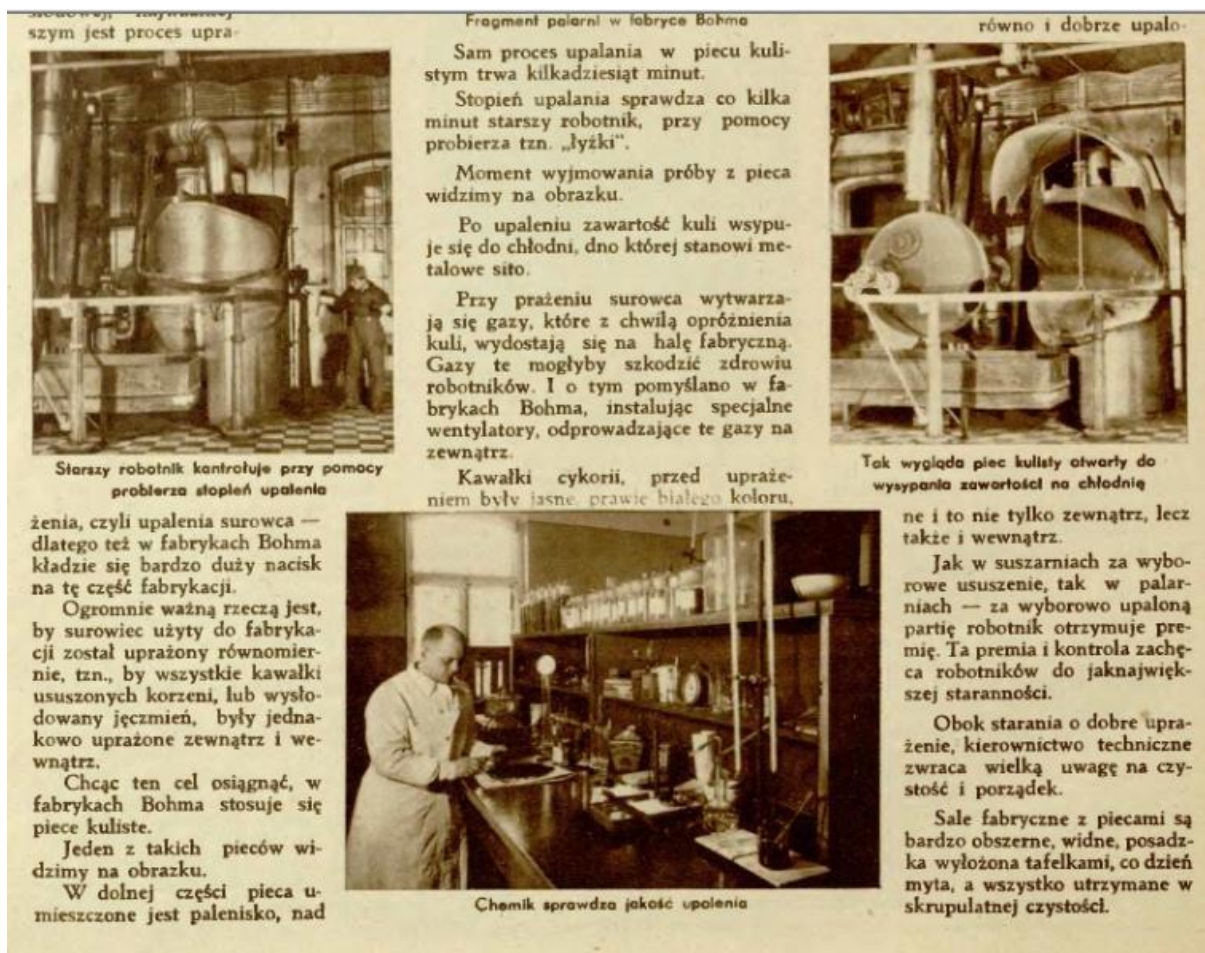 szym jest proces upra-
Starszy robotnik kontroluje przy pomocy
probierza stopień upalenia
żenia, czyli upalenia surowca —
dlatego też w fabrykach Bohma
kładzie się bardzo duży nacisk
na tę część fabrykacji.
Ogromnie ważną rzeczą jest,
by surowiec użyty do fabryka-
cji został uprażony równomier-
nie, tzn., by wszystkie kawałki
ususzonych korzeni, lub wysło-
dowany jęczmień, były jedna-
kowo uprażone zewnątrz i we-
wnątrz.
Chcąc ten cel osiągnąć, w
fabrykach Bohma stosuje się
piece kuliste.
Jeden z takich pieców wi-
dzimy na obrazku.
W dolnej części pieca u-
mieszczone jest palenisko, nad
Fragment palarni w fabryce Bohma
Sam proces upalania w piecu kuli-
stym trwa kilkadziesiąt minut.
Stopień upalania sprawdza co kilka
minut starszy robotnik, przy pomocy
probierza tzn. „łyżki“.
Moment wyjmowania próby z pieca
widzimy na obrazku.
Po upaleniu zawartość kuli wsypu-
je się do chłodni, dno której stanowi me-
talowe sito.
Przy prażeniu surowca wytwarza-
ją się gazy, które z chwilą opróżnienia
kuli, wydostają się na halę fabryczną.
Gazy te mogłyby szkodzić zdrowiu
robotników. I o tym pomyślano w fa-
brykach Bohma, instalując specjalne
wentylatory, odprowadzające te gazy na
zewnątrz.
Kawałki cykorii, przed upraże-
niem były jasne, prawie białego koloru,
Chemik sprawdza jakość upalenia
równo i dobrze upalo-
Tak wygląda piec kulisty otwarty do
wysypania zawartości na chłodnię
ne i to nie tylko zewnątrz, lecz
także i wewnątrz.
Jak w suszarniach za wybo-
rowe ususzenie, tak w palar-
niach — za wyborowo upaloną
partię robotnik otrzymuje pre-
mię. Ta premia i kontrola zachę-
ca robotników do jaknajwięk-
szej staranności.
Obok starania o dobre upra-
żenie, kierownictwo techniczne
zwraca wielką uwagę na czy-
stość i porządek.
Sale fabryczne z piecami są
bardzo obszerne, widne, posadz-
ka wyłożona tafelkami, co dzień
myta, a wszystko utrzymane w
skrupulatnej czystości.